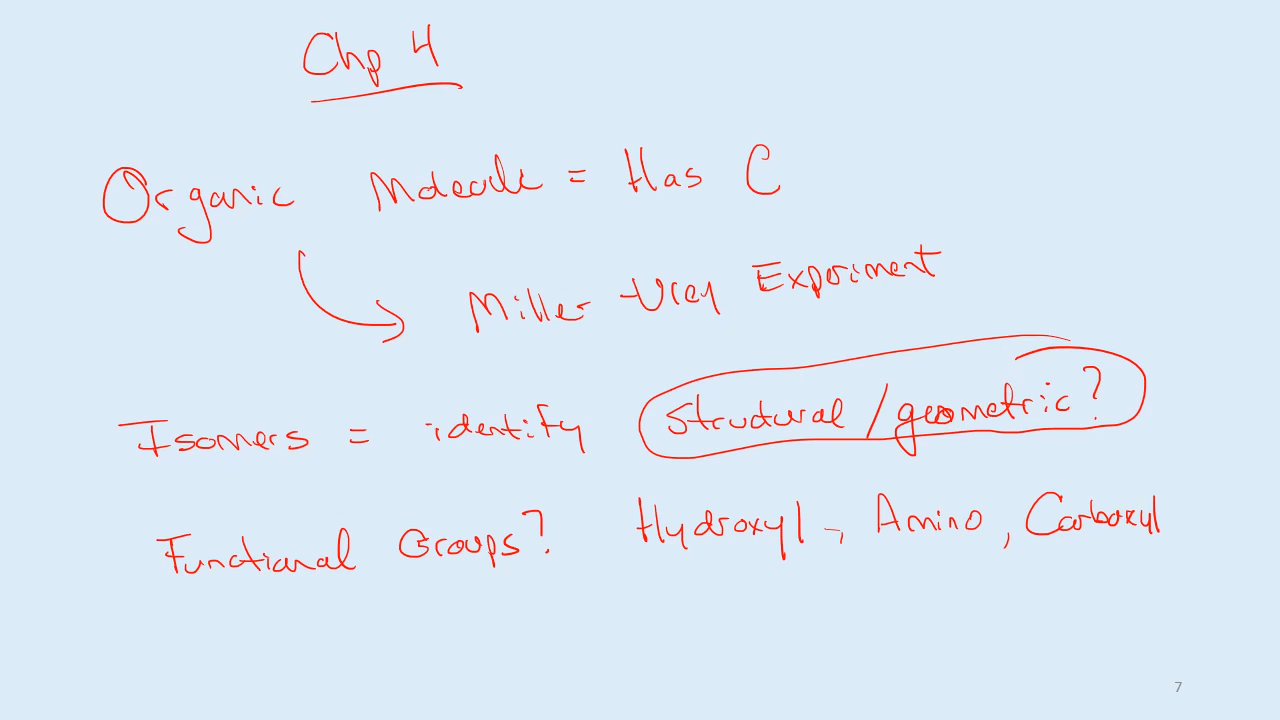 Chp 4
Organic Molecule = Has C
Miller-Urey Experiment
Isomers = identify structural/geometric?
Functional Groups? Hydroxyl, Amino, Carboxyl
7